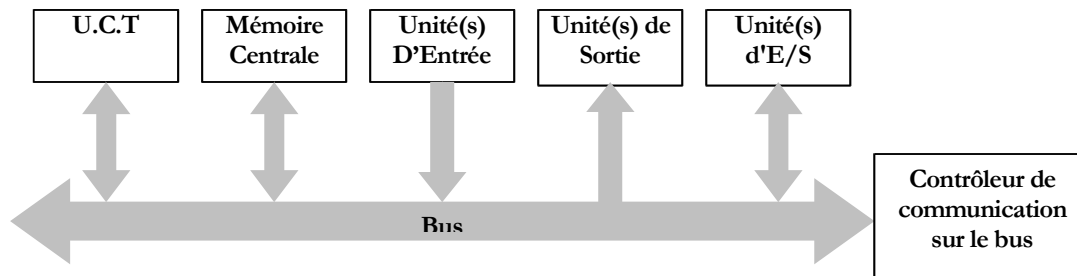 U.C.T
Mémoire
Centrale
Unité(s)
D’Entrée
Unité(s) de
Sortie
Unité(s)
d'E/S
Contrôleur de
communication
sur le bus
Bus